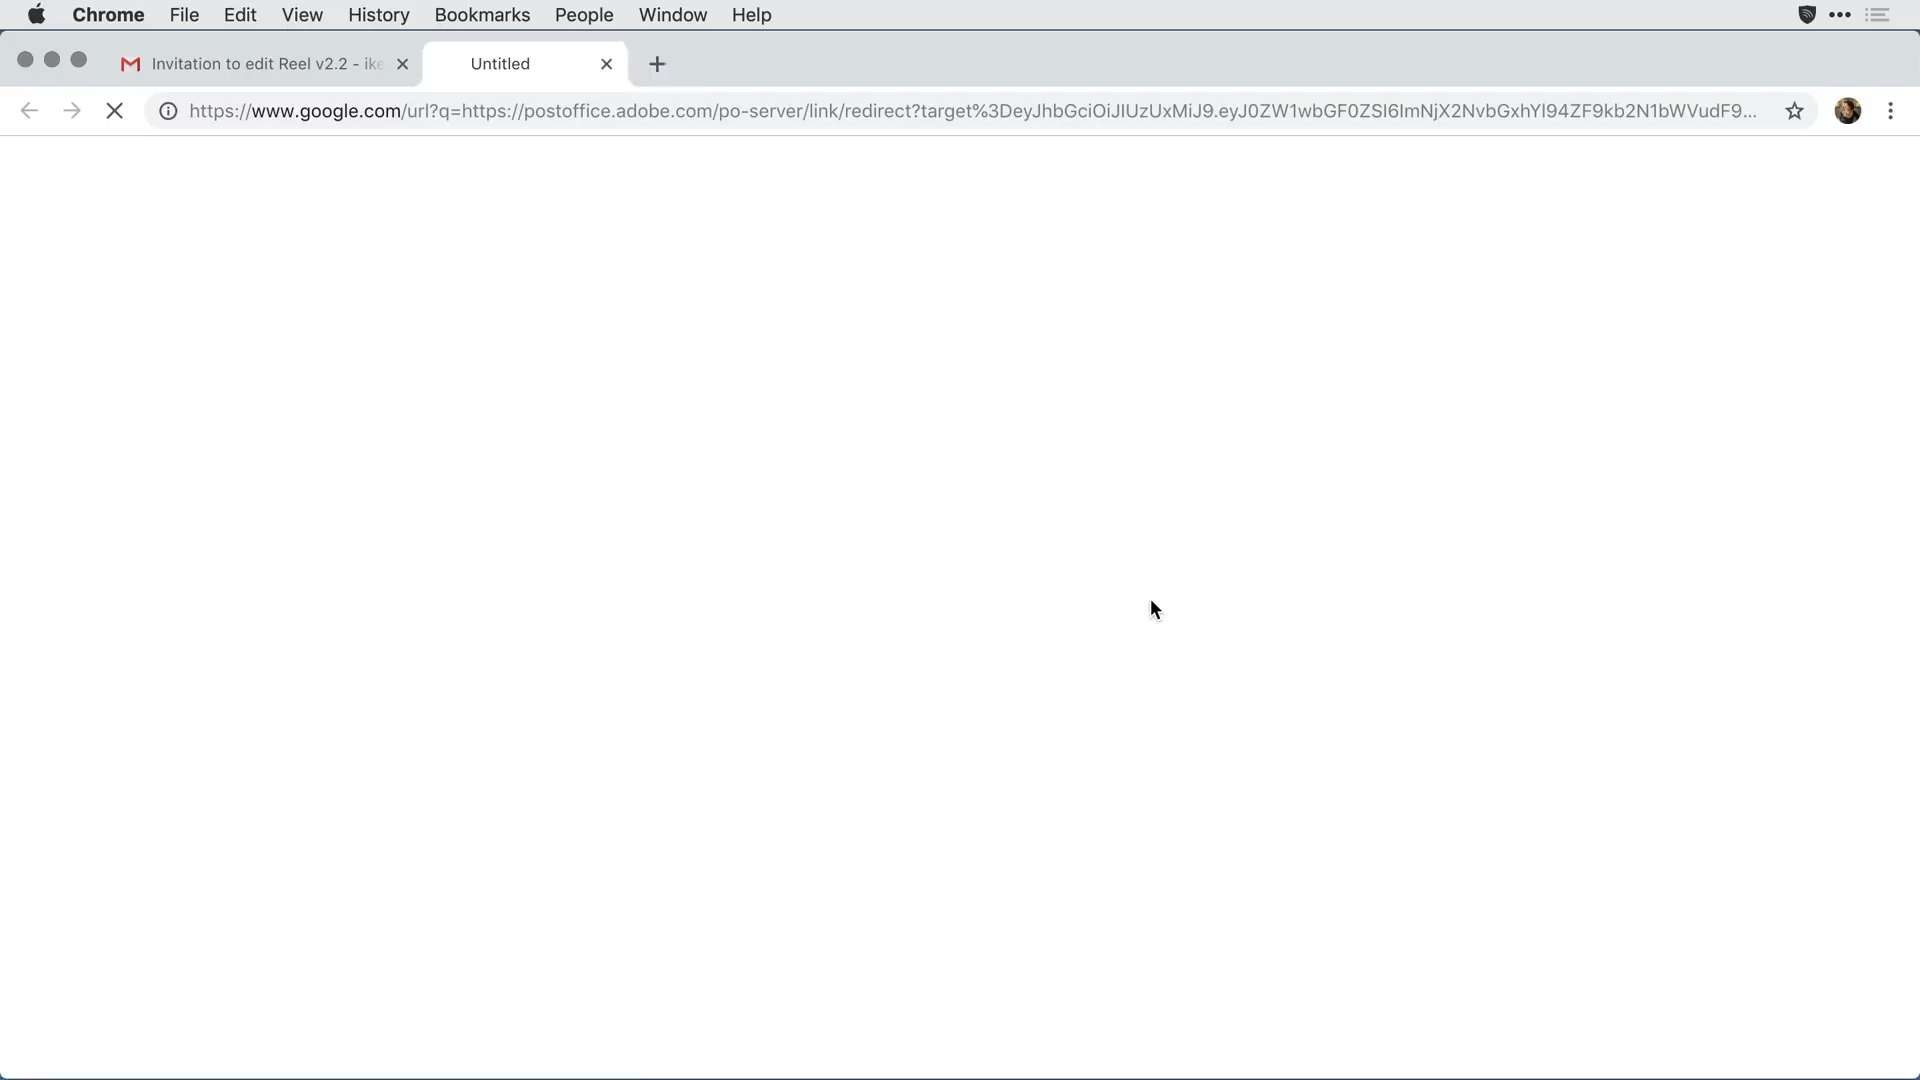 Chrome File Edit View History Bookmarks People Window Help
Invitation to edit Reel v2.2 - ike
Untitled
https://www.google.com/url?q=https://postoffice.adobe.com/po-server/link/redirect?target%3DeyJhbGciOiJIUzUxMiJ9.eyJ0ZW1wbGF0ZSI6ImNjX2NvbGxhYl94ZF9kb2N1bWVudF9...